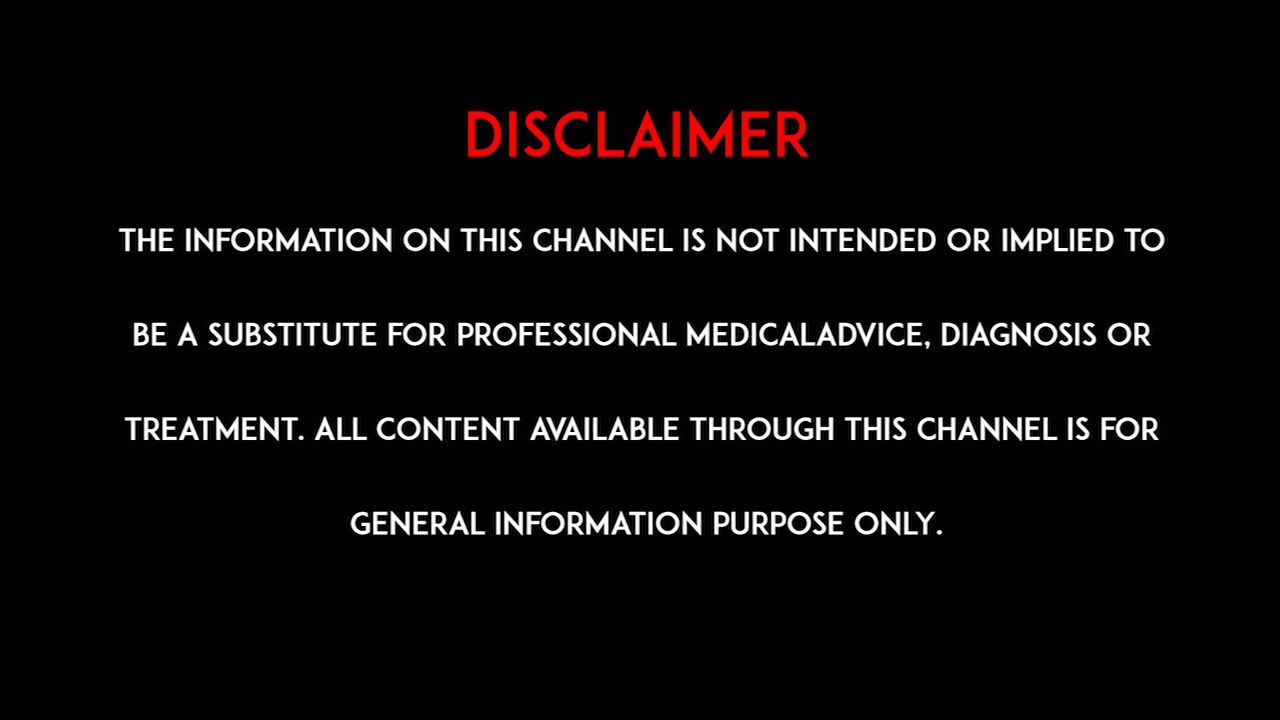 DISCLAIMER
THE INFORMATION ON THIS CHANNEL IS NOT INTENDED OR IMPLIED TO
BE A SUBSTITUTE FOR PROFESSIONAL MEDICALADVICE, DIAGNOSIS OR
TREATMENT. ALL CONTENT AVAILABLE THROUGH THIS CHANNEL IS FOR
GENERAL INFORMATION PURPOSE ONLY.